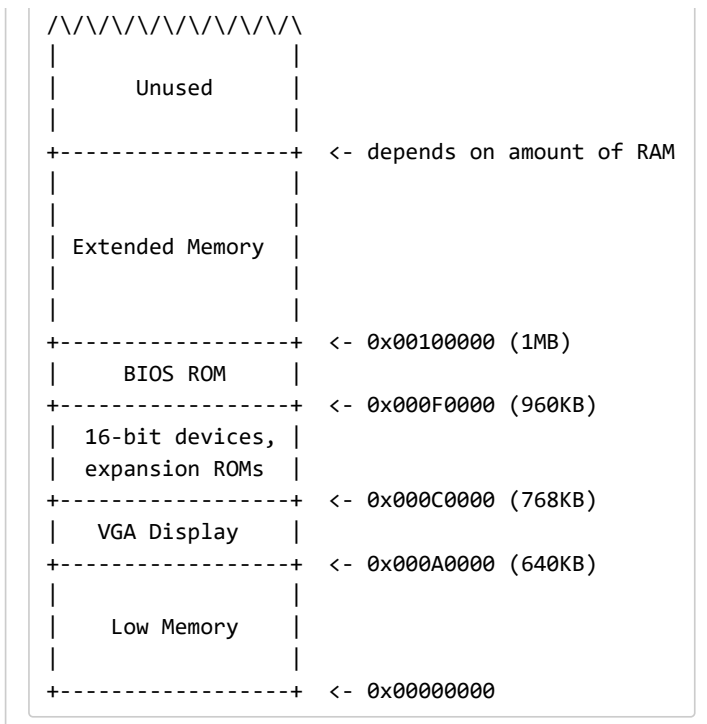 /\/\/\/\/\/\/\/\/\/\
|                  |
|      Unused      |
|                  |
+------------------+  <- depends on amount of RAM
|                  |
|                  |
| Extended Memory  |
|                  |
|                  |
+------------------+  <- 0x00100000 (1MB)
|     BIOS ROM     |
+------------------+  <- 0x000F0000 (960KB)
|  16-bit devices, |
|  expansion ROMs  |
+------------------+  <- 0x000C0000 (768KB)
|   VGA Display    |
+------------------+  <- 0x000A0000 (640KB)
|                  |
|    Low Memory    |
|                  |
+------------------+  <- 0x00000000